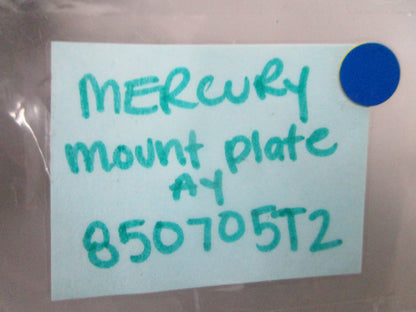 MERCURY
mount plate
AY
850705T2